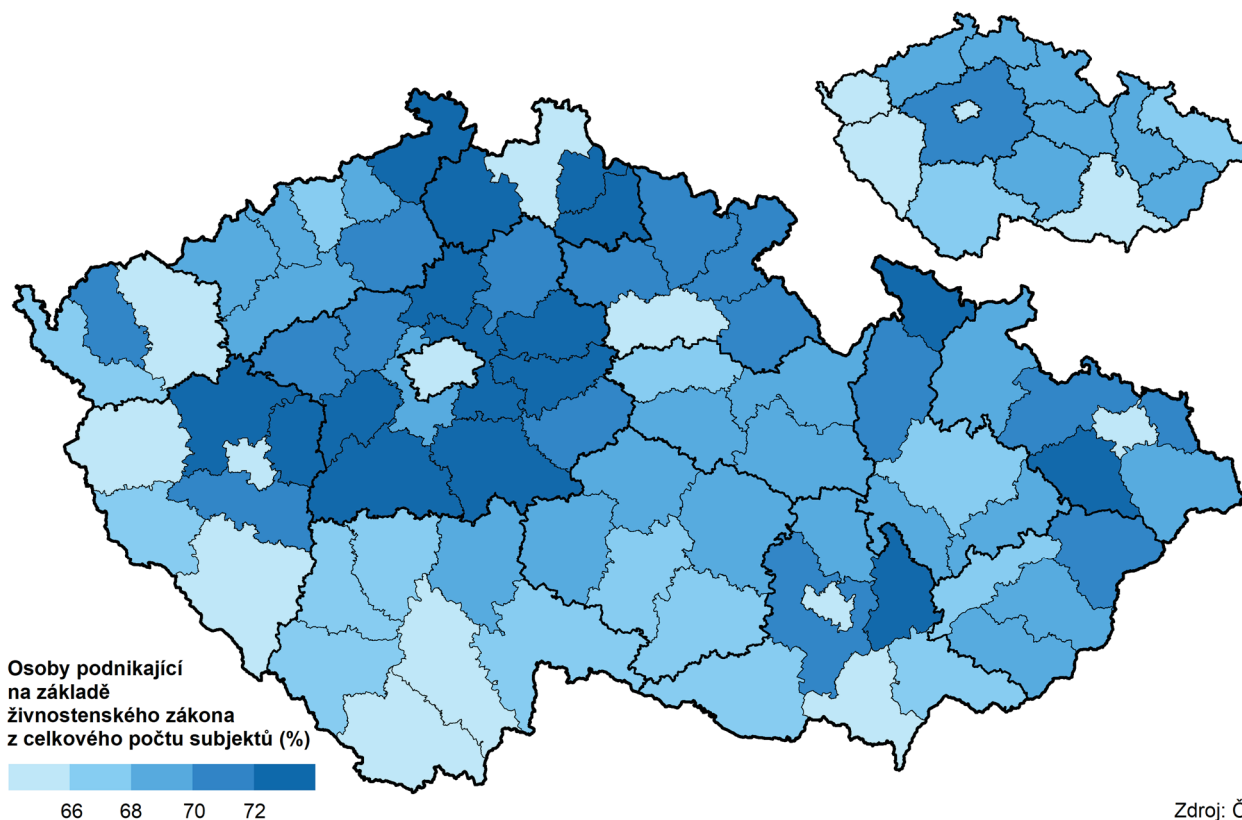 Osoby podnikající
na základě
živnostenského zákona
z celkového počtu subjektů (%)
66 68 70 72
Zdroj: Č